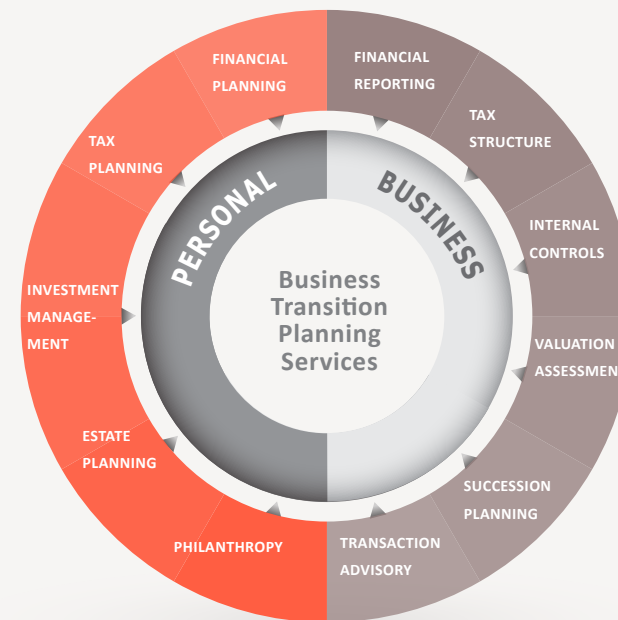 FINANCIAL
PLANNING
FINANCIAL
REPORTING
TAX
PLANNING
TAX
STRUCTURE
PERSONAL
BUSINESS
INTERNAL
CONTROLS
Business
Transition
Planning
Services
INVESTMENT
MANAGE-
MENT
VALUATION
ASSESSMEN
ESTATE
PLANNING
SUCCESSION
PLANNING
PHILANTHROPY
TRANSACTION
ADVISORY